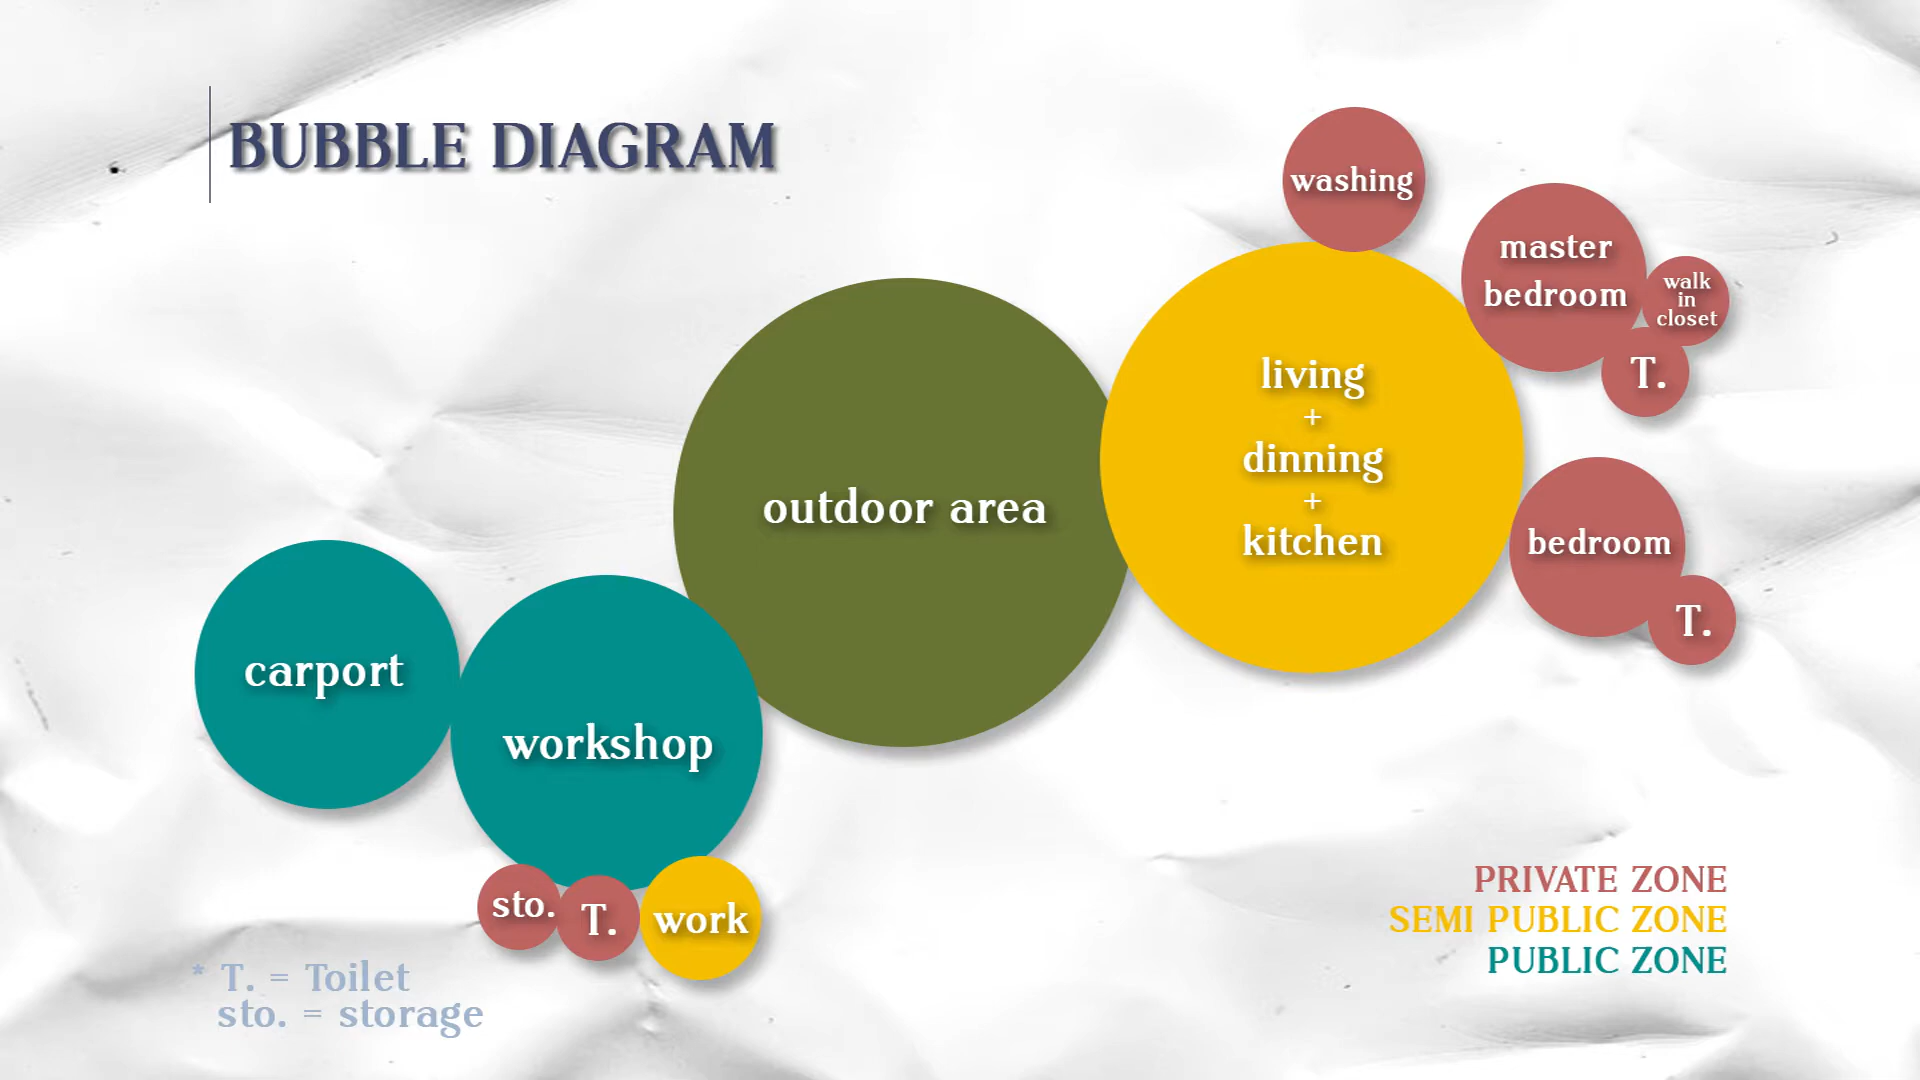 BUBBLE DIAGRAM
washing
master
bedroom
walk
in
closet
T.
living
+
dinning
+
kitchen
outdoor area
bedroom
T.
carport
workshop
sto.
T.
work
PRIVATE ZONE
SEMI PUBLIC ZONE
PUBLIC ZONE
* T. = Toilet
sto. = storage